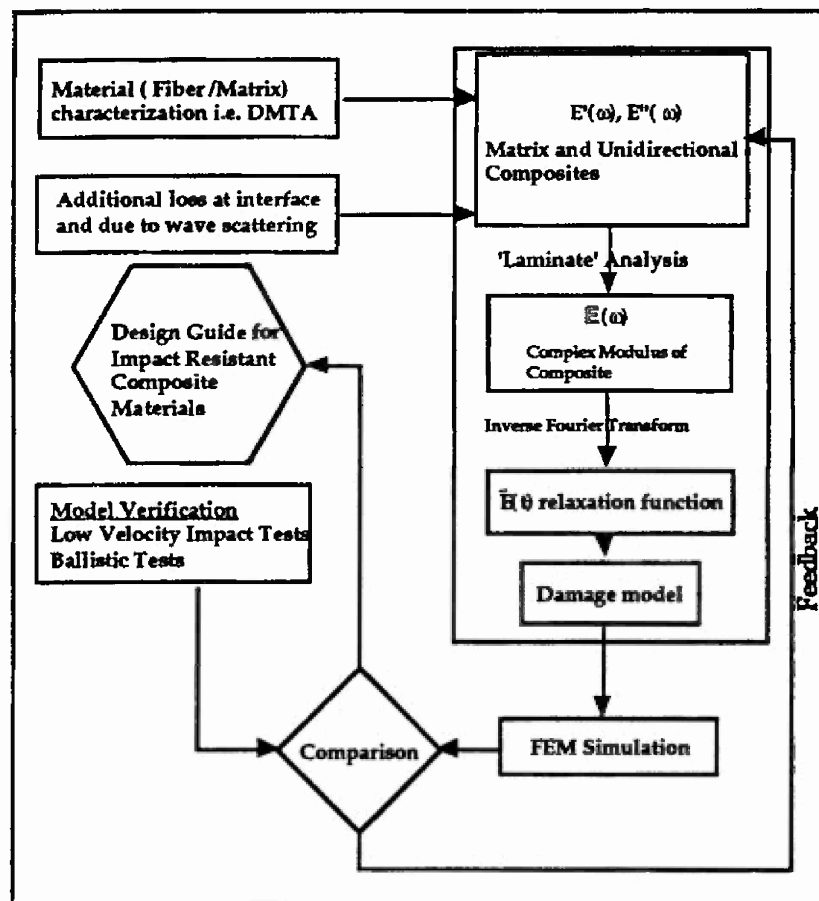 Material ( Fiber/Matrix)
characterization i.e. DMTA
E'(ω), E''( ω)
Matrix and Unidirectional
Composites
Additional loss at interface
and due to wave scattering
'Laminate' Analysis
Design Guide for
Impact Resistant
Composite
Materials
E(ω)
Complex Modulus of
Composite
Inverse Fourier Transform
Model Verification
Low Velocity Impact Tests
Ballistic Tests
H(t) relaxation function
Damage model
Feedback
Comparison
FEM Simulation